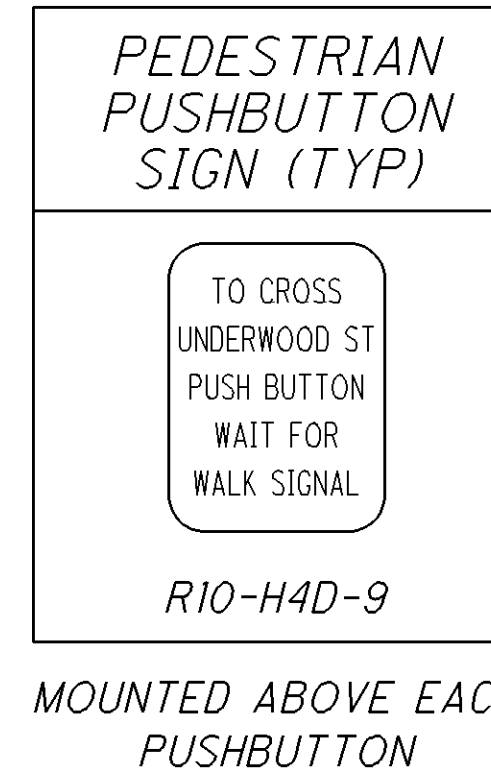 PEDESTRIAN
PUSHBUTTON
SIGN (TYP)
TO CROSS
UNDERWOOD ST
PUSH BUTTON
WAIT FOR
WALK SIGNAL
R10-H4D-9
MOUNTED ABOVE EAC
PUSHBUTTON